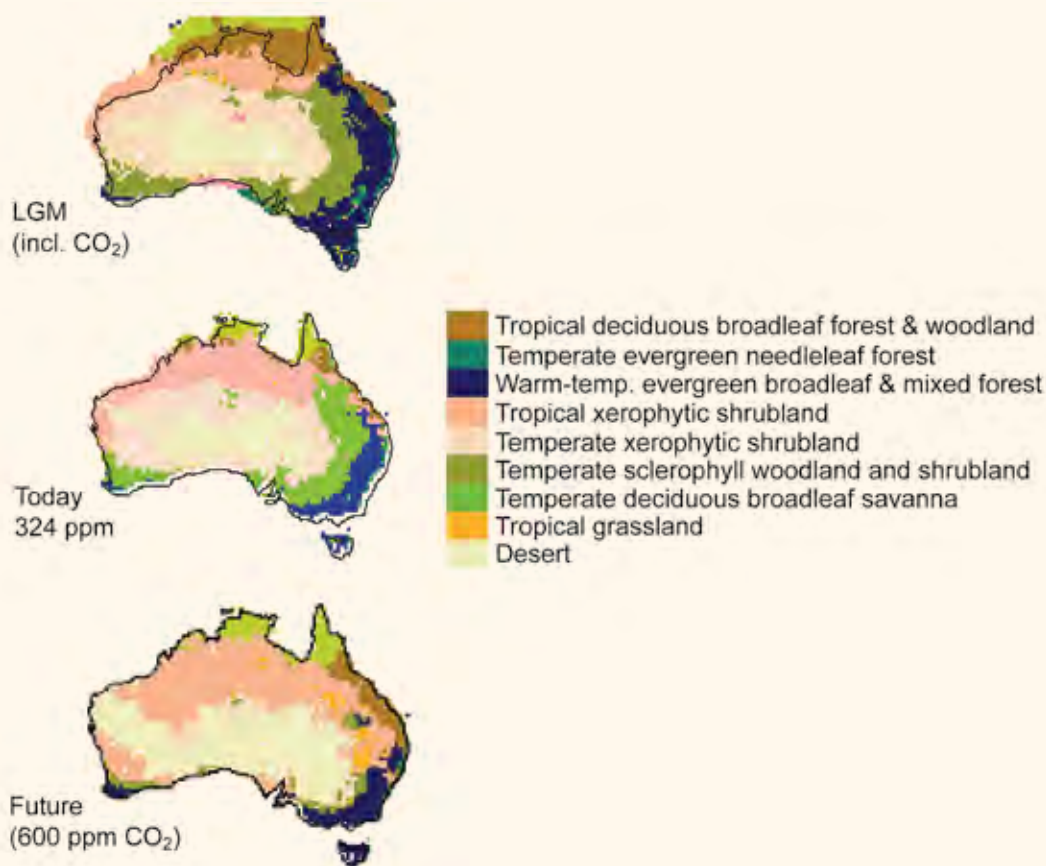 LGM
(incl. CO₂)
Today
324 ppm
Tropical deciduous broadleaf forest & woodland
Temperate evergreen needleleaf forest
Warm-temp. evergreen broadleaf & mixed forest
Tropical xerophytic shrubland
Temperate xerophytic shrubland
Temperate sclerophyll woodland and shrubland
Temperate deciduous broadleaf savanna
Tropical grassland
Desert
Future
(600 ppm CO₂)